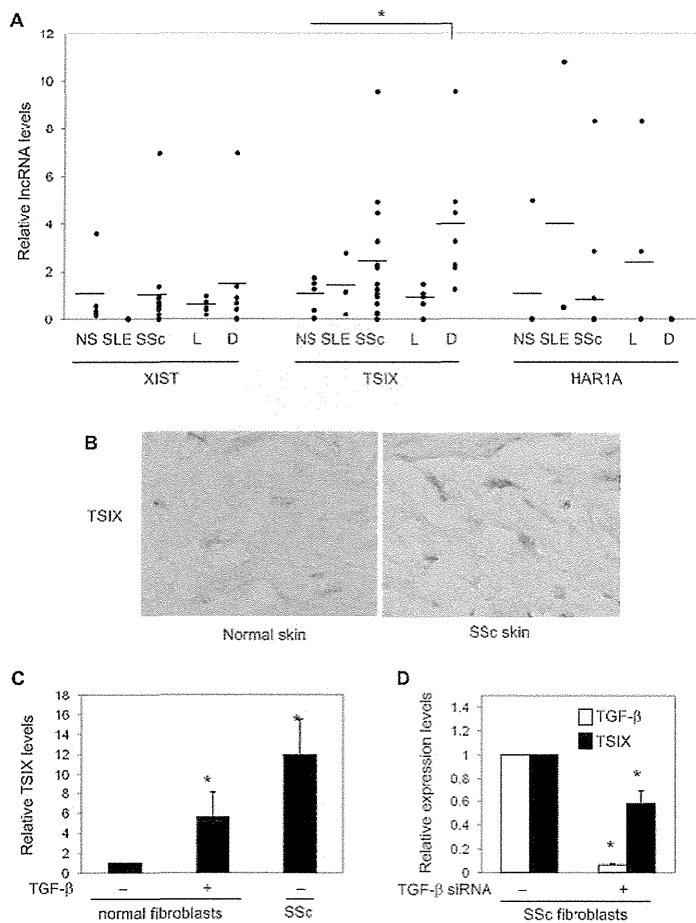 A
*
Relative lncRNA levels
12
10
8
6
4
2
0
NS SLE SSc L D NS SLE SSc L D NS SLE SSc L D
XIST TSIX HAR1A
B
TSIX
Normal skin SSc skin
C
Relative TSIX levels
18
16
14
12
10
8
6
4
2
0
*
*
TGF-β – + –
normal fibroblasts SSc
D
Relative expression levels
1.4
1.2
1
0.8
0.6
0.4
0.2
0
TGF-β
TSIX
*
*
TGF-β siRNA – +
SSc fibroblasts